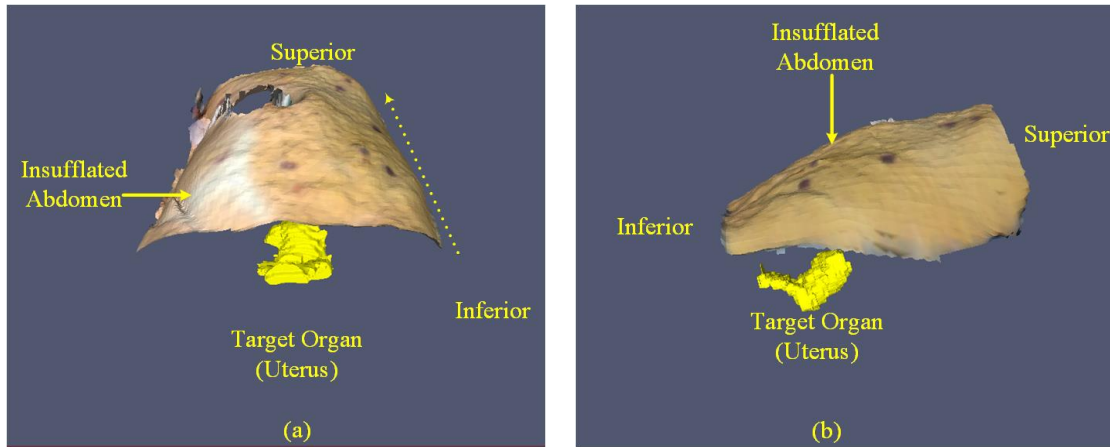 Superior
Insufflated
Abdomen
Inferior
Target Organ
(Uterus)
(a)
Insufflated
Abdomen
Superior
Inferior
Target Organ
(Uterus)
(b)